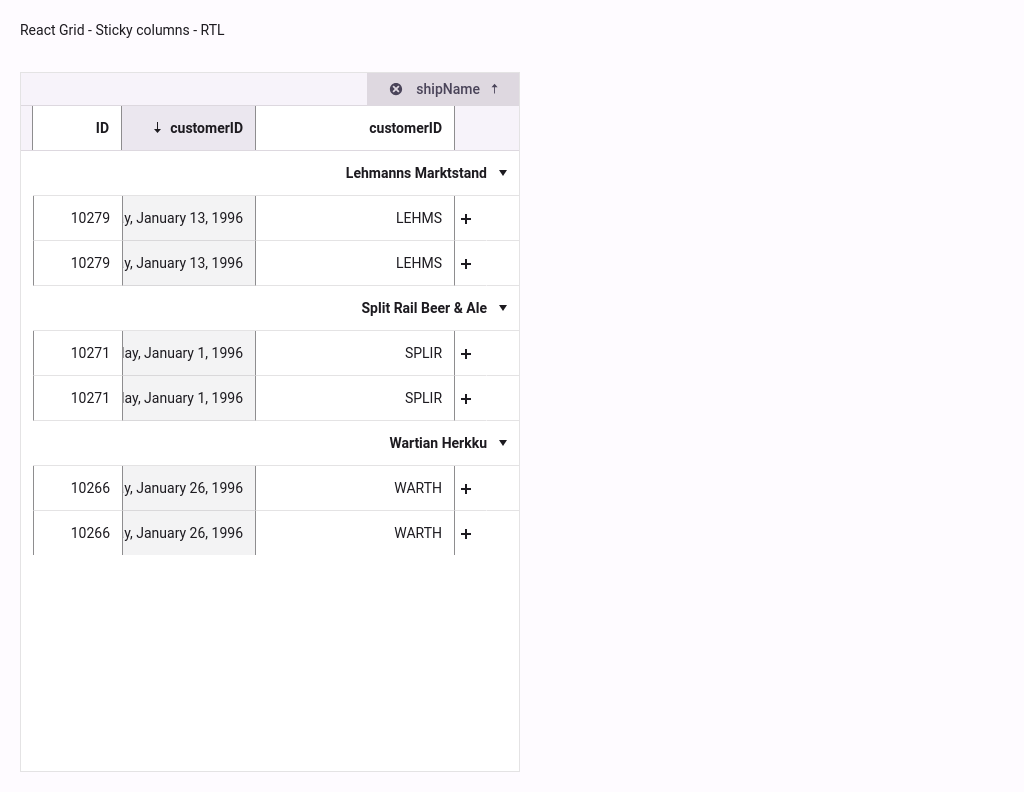 React Grid - Sticky columns - RTL
shipName
ID customerID customerID
Lehmanns Marktstand
10279 y, January 13, 1996 LEHMS
10279 y, January 13, 1996 LEHMS
Split Rail Beer & Ale
10271 ay, January 1, 1996 SPLIR
10271 ay, January 1, 1996 SPLIR
Wartian Herkku
10266 y, January 26, 1996 WARTH
10266 y, January 26, 1996 WARTH